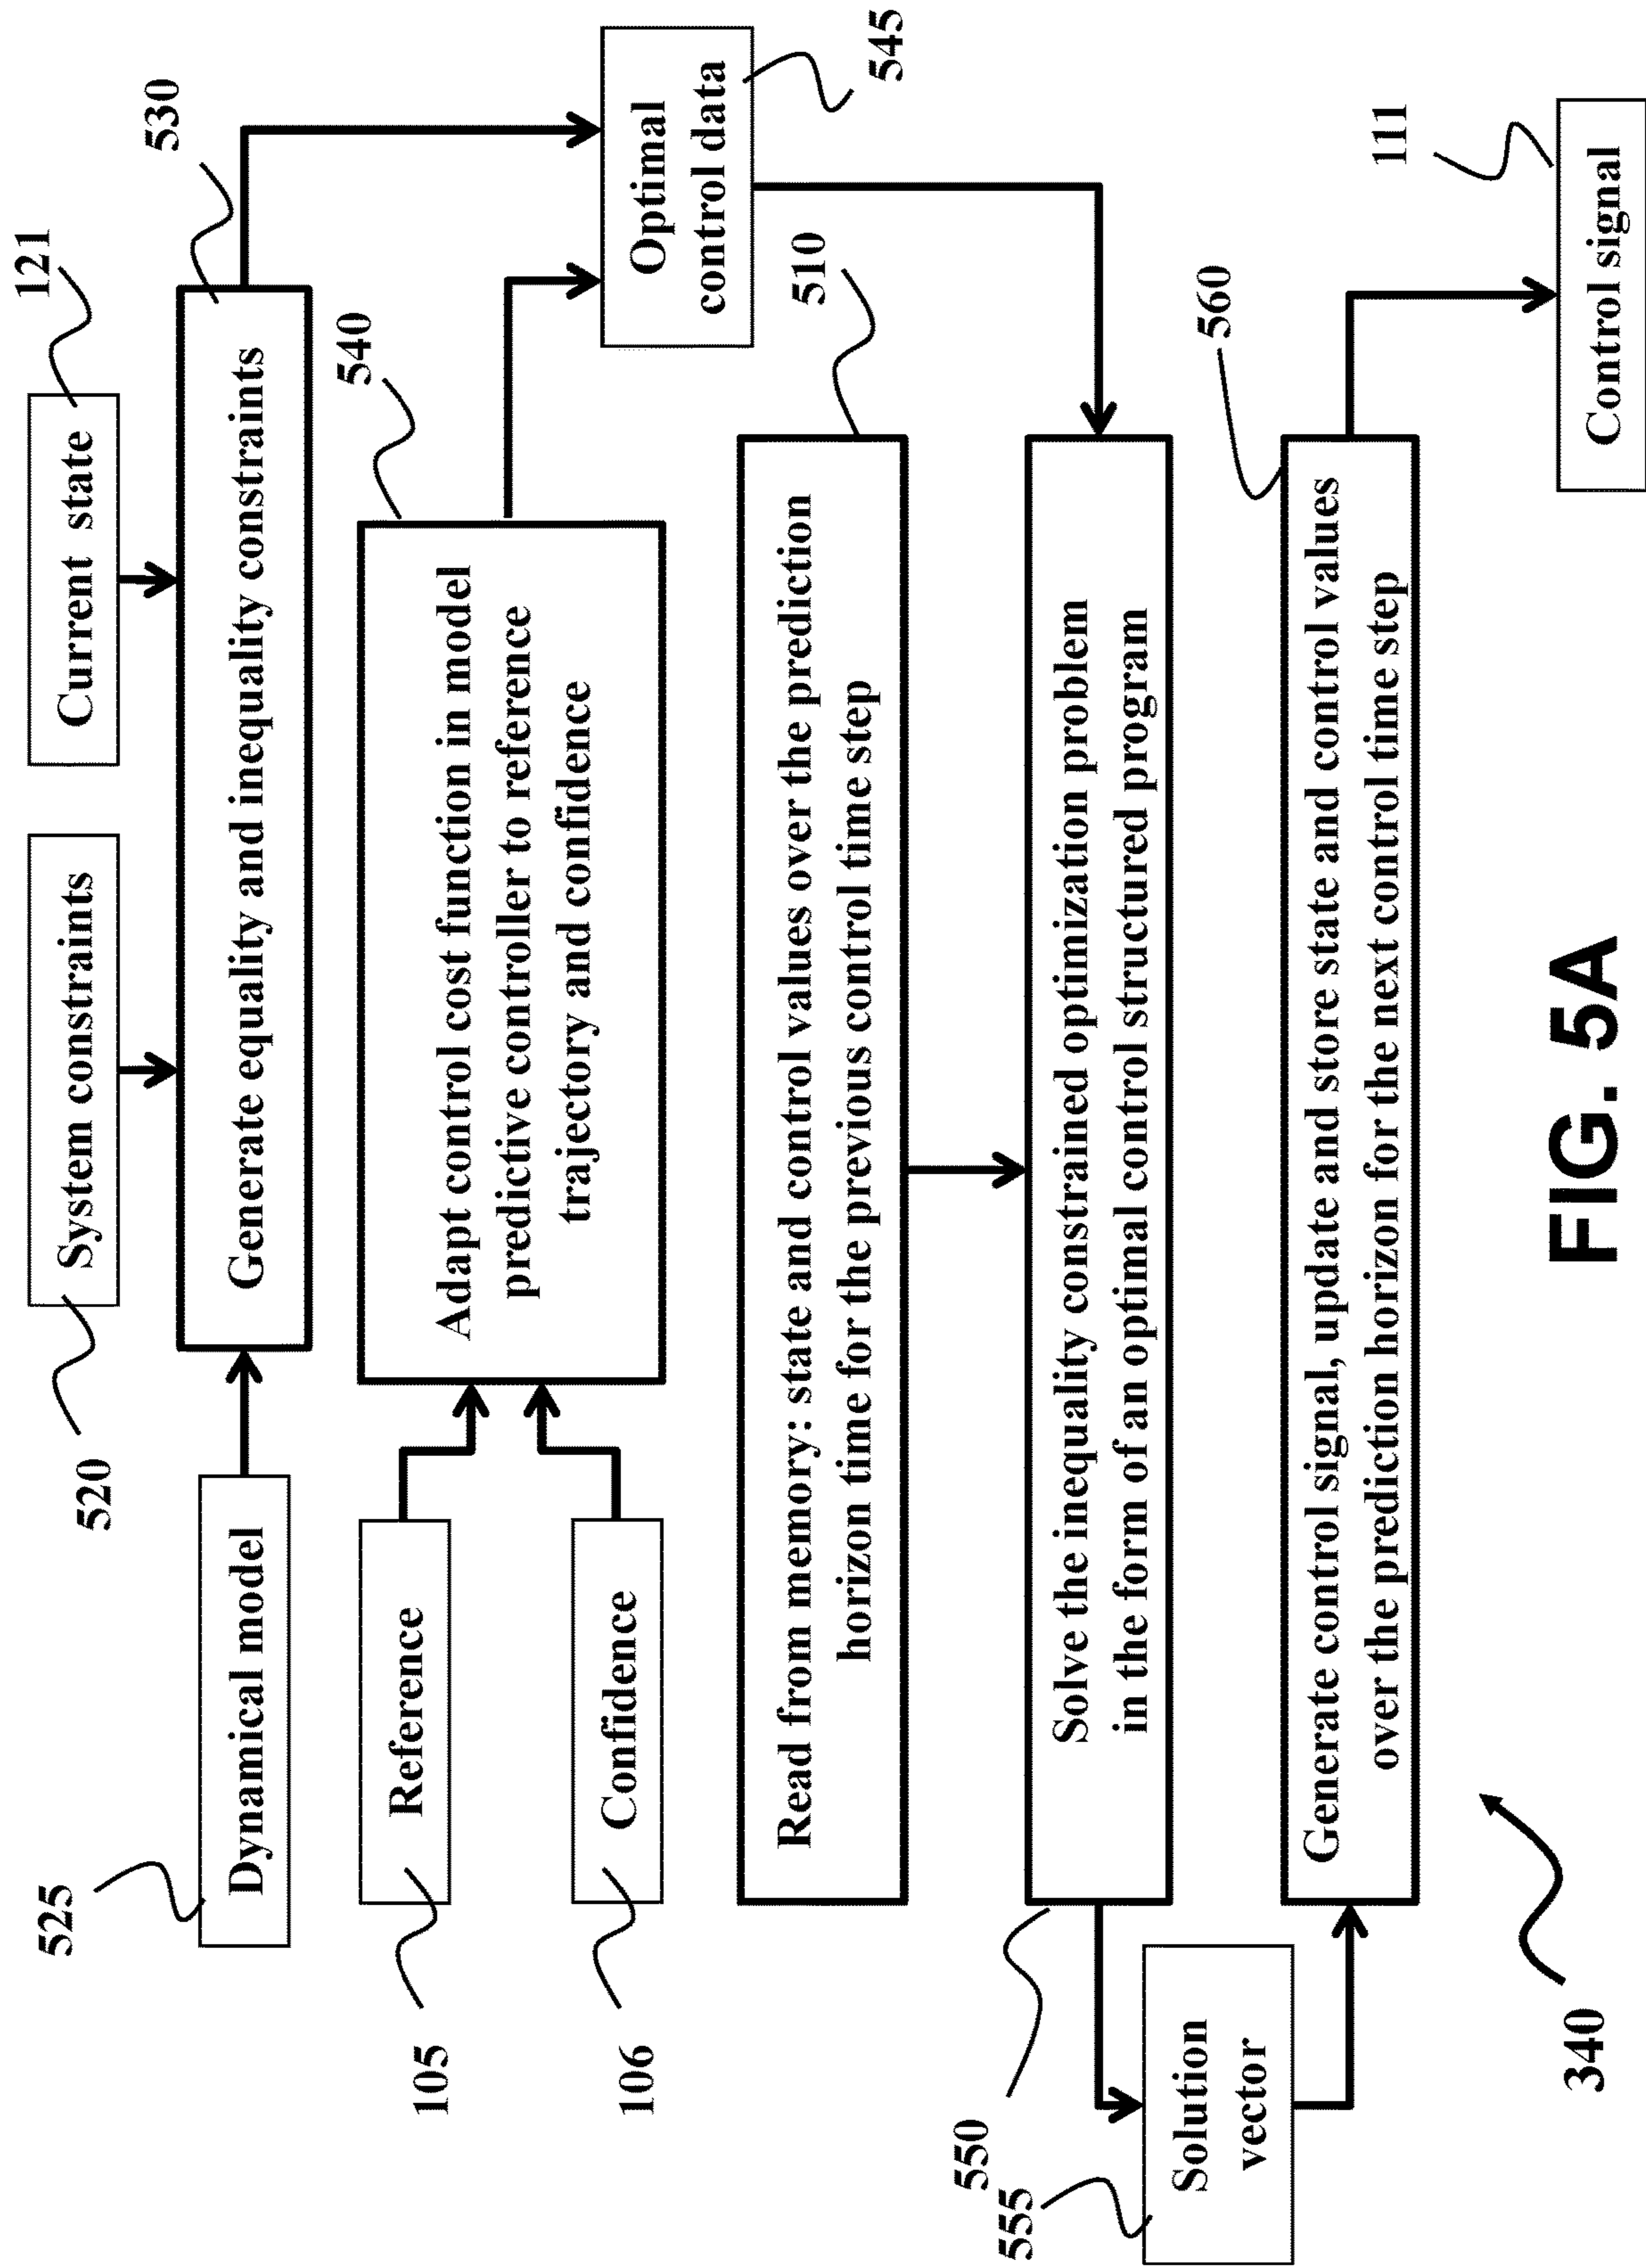 520
System constraints
Current state
121
525
Dynamical model
Generate equality and inequality constraints
530
105
Reference
106
Confidence
Adapt control cost function in model
predictive controller to reference
trajectory and confidence
540
Optimal
control data
545
Read from memory: state and control values over the prediction
horizon time for the previous control time step
510
550
Solve the inequality constrained optimization problem
in the form of an optimal control structured program
555
Solution
vector
Generate control signal, update and store state and control values
over the prediction horizon for the next control time step
560
Control signal
111
340
FIG. 5A